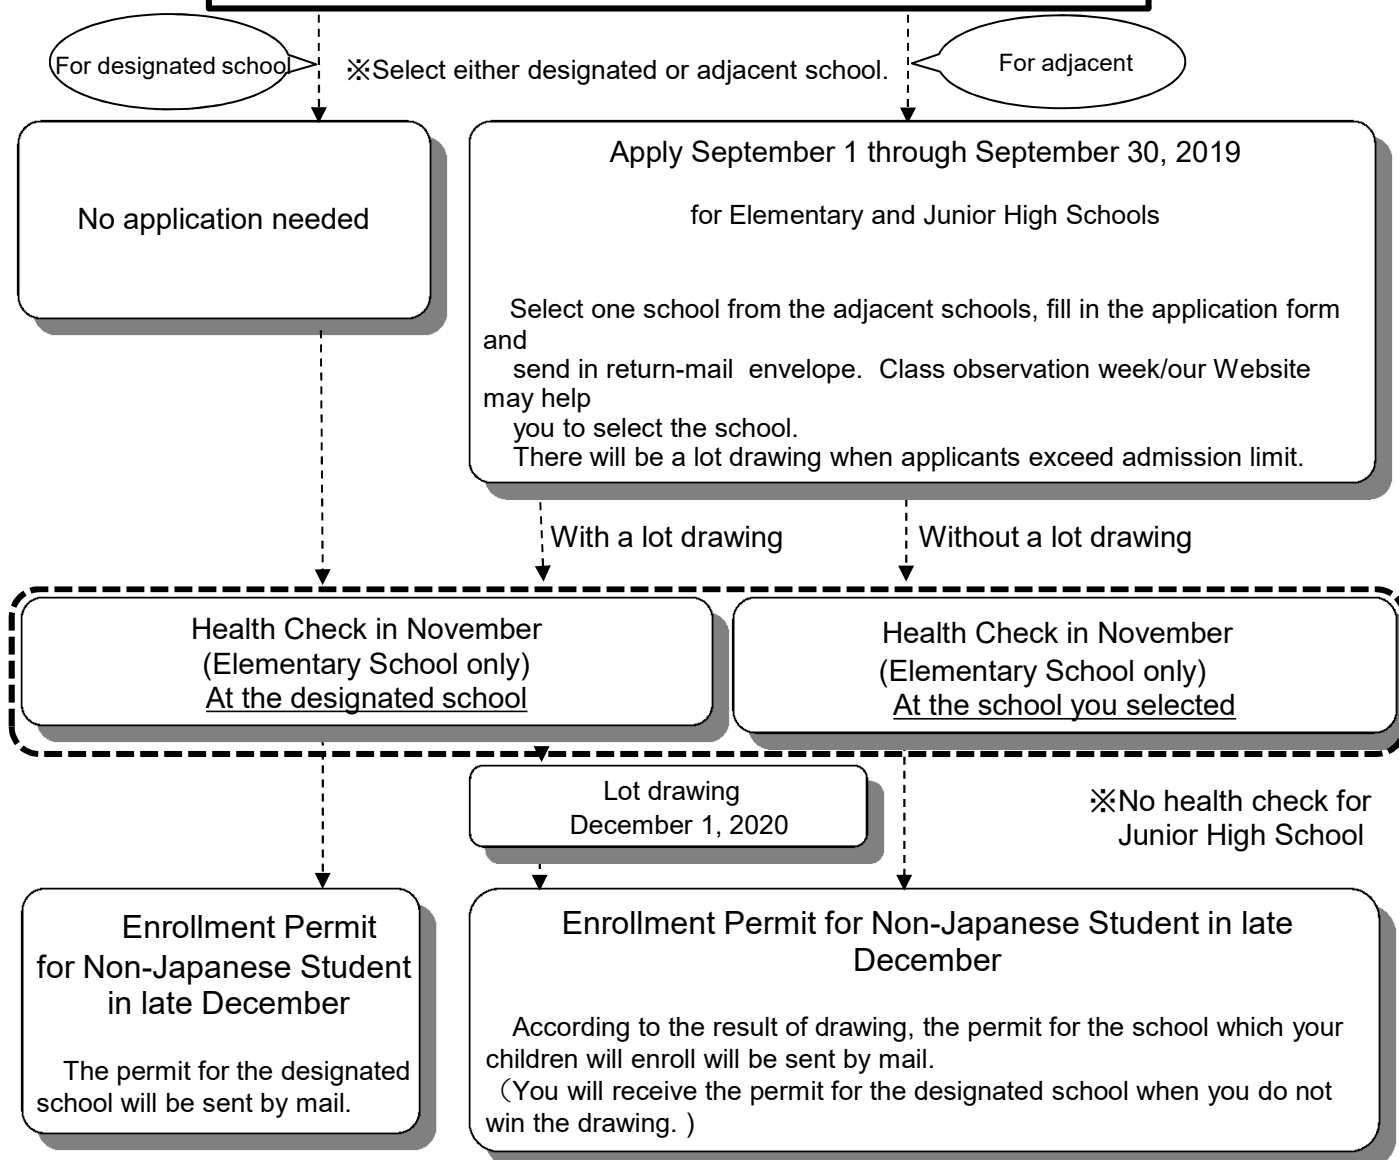 For designated school
※Select either designated or adjacent school.
For adjacent
No application needed
Apply September 1 through September 30, 2019
for Elementary and Junior High Schools
Select one school from the adjacent schools, fill in the application form
and
send in return-mail envelope. Class observation week/our Website
may help
you to select the school.
There will be a lot drawing when applicants exceed admission limit.
With a lot drawing
Without a lot drawing
Health Check in November
(Elementary School only)
At the designated school
Health Check in November
(Elementary School only)
At the school you selected
Lot drawing
December 1, 2020
※No health check for
Junior High School
Enrollment Permit
for Non-Japanese Student
in late December
The permit for the designated
school will be sent by mail.
Enrollment Permit for Non-Japanese Student in late
December
According to the result of drawing, the permit for the school which your
children will enroll will be sent by mail.
（You will receive the permit for the designated school when you do not
win the drawing. )